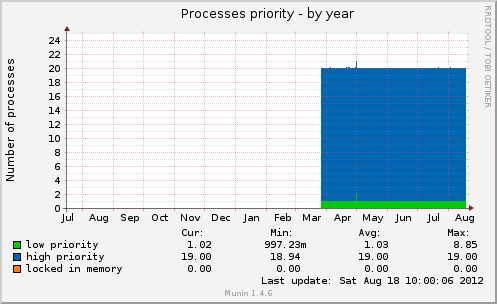 Processes priority - by year
RRDTOOL / TOBI OETIKER
Number of processes
24
22
20
18
16
14
12
10
8
6
4
2
0
Jul Aug Sep Oct Nov Dec Jan Feb Mar Apr May Jun Jul Aug
Cur: Min: Avg: Max:
low priority 1.02 997.23m 1.03 8.85
high priority 19.00 18.94 19.00 19.00
locked in memory 0.00 0.00 0.00 0.00
Last update: Sat Aug 18 10:00:06 2012
Munin 1.4.6